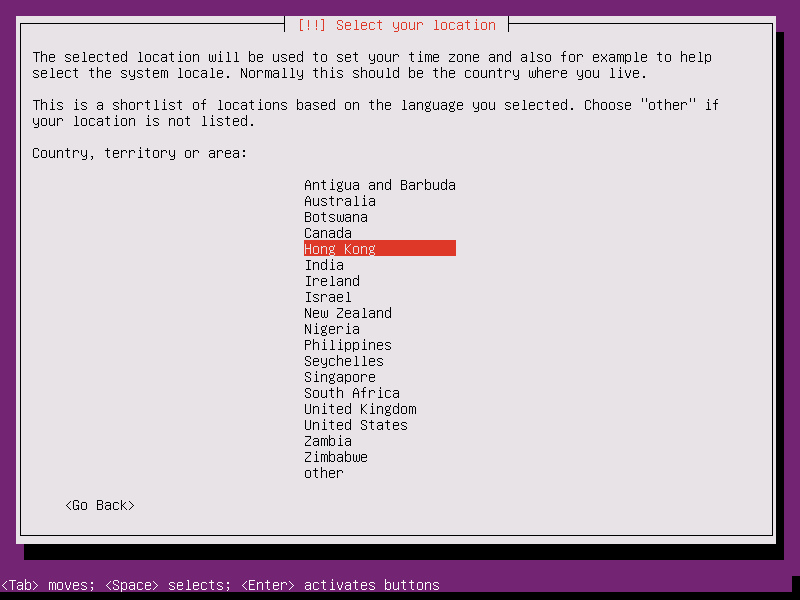 [!!] Select your location
The selected location will be used to set your time zone and also for example to help
select the system locale. Normally this should be the country where you live.
This is a shortlist of locations based on the language you selected. Choose "other" if
your location is not listed.
Country, territory or area:
Antigua and Barbuda
Australia
Botswana
Canada
Hong Kong
India
Ireland
Israel
New Zealand
Nigeria
Philippines
Seychelles
Singapore
South Africa
United Kingdom
United States
Zambia
Zimbabwe
other
<Go Back>
<Tab> moves; <Space> selects; <Enter> activates buttons